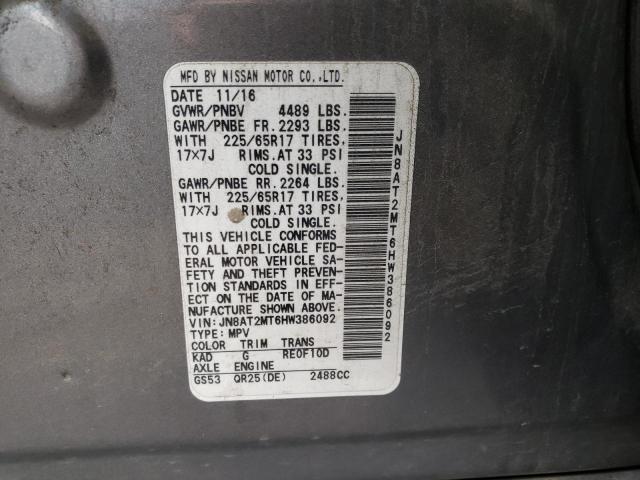 MFD BY NISSAN MOTOR CO.,LTD.
DATE 11/16
GVWR/PNBV 4489 LBS.
GAWR/PNBE FR. 2293 LBS.
WITH 225/65R17 TIRES,
17×7J RIMS.AT 33 PSI
COLD SINGLE.
GAWR/PNBE RR. 2264 LBS.
WITH 225/65R17 TIRES,
17×7J RIMS.AT 33 PSI
COLD SINGLE.
THIS VEHICLE CONFORMS
TO ALL APPLICABLE FED-
ERAL MOTOR VEHICLE SA-
FETY AND THEFT PREVEN-
TION STANDARDS IN EFF-
ECT ON THE DATE OF MA-
NUFACTURE SHOWN ABOVE.
VIN: JN8AT2MT6HW386092
TYPE: MPV
COLOR TRIM TRANS
KAD G RE0F10D
AXLE ENGINE
GS53 QR25(DE) 2488CC
JN8AT2MT6HW386092